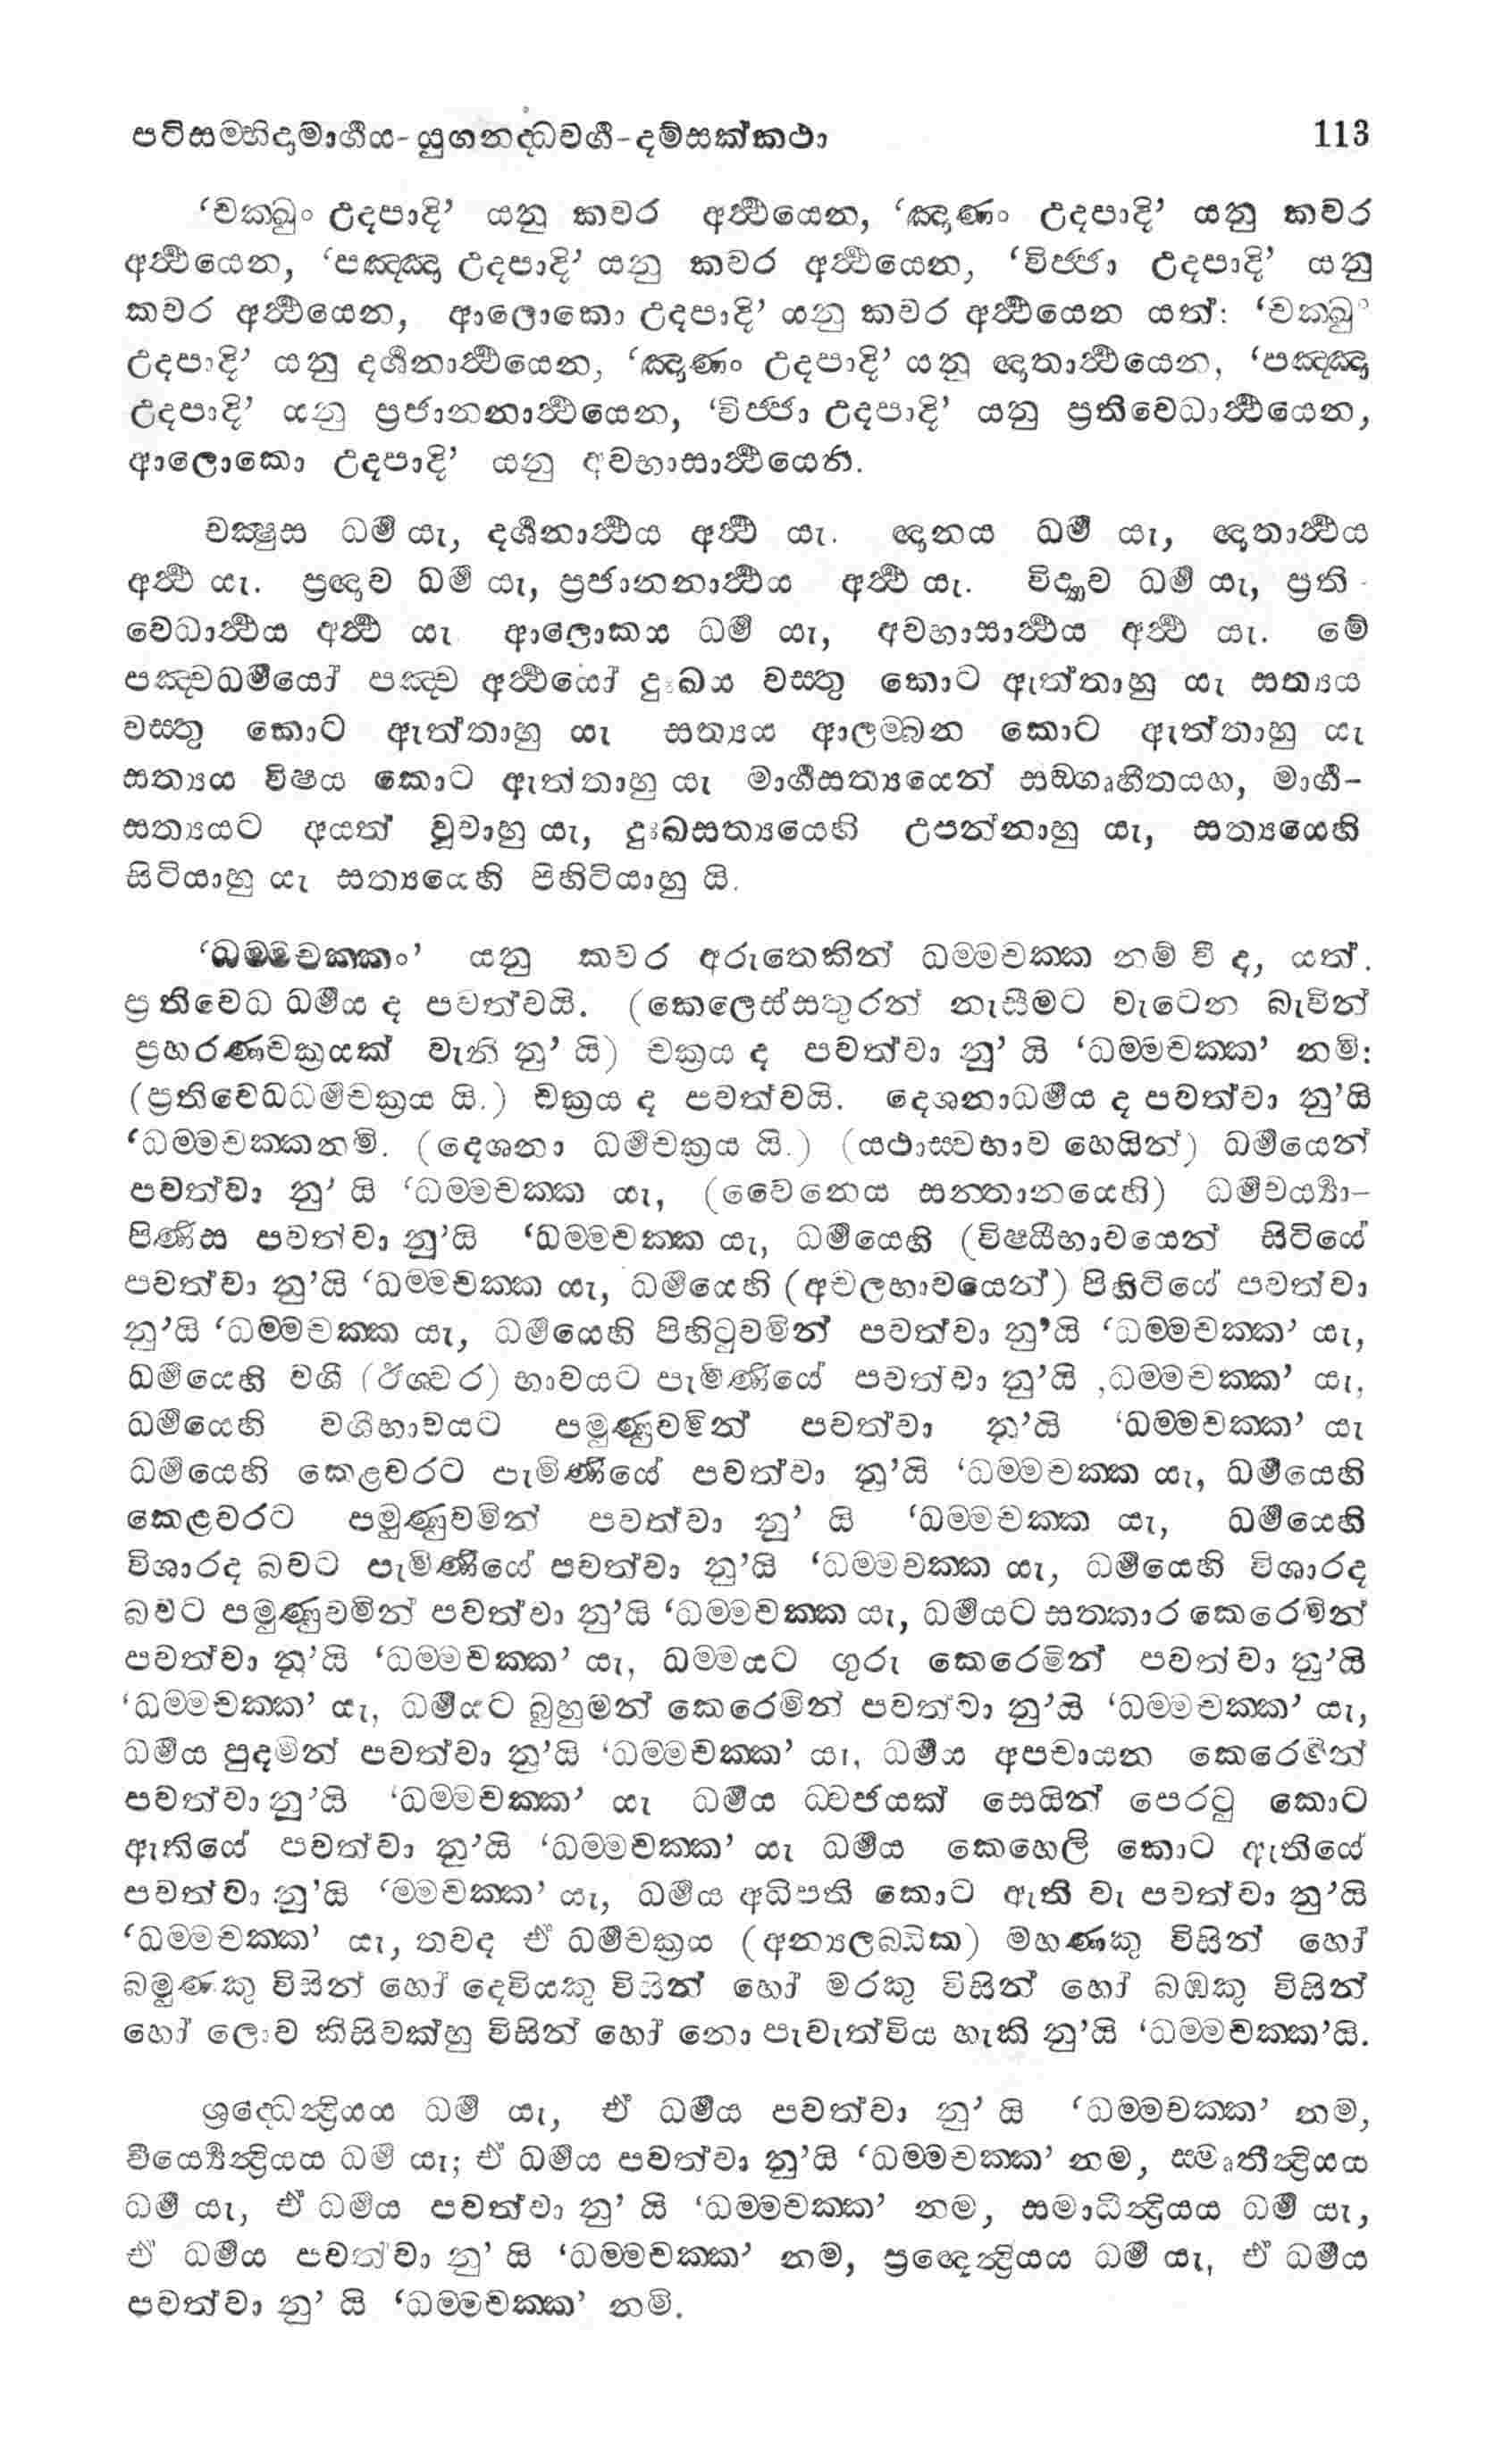 පටිසම්භිදාමාර්ගය-යුගනද්ධවර්ග-දම්සක්කථා 113
‘චක්ඛුං උදපාදි’ යනු කවර අර්ථයෙන, ‘ඤාණං උදපාදි’ යනු කවර
අර්ථයෙන, ‘පඤ්ඤා උදපාදි’ යනු කවර අර්ථයෙන, ‘විජ්ජා උදපාදි’ යනු
කවර අර්ථයෙන, ආලොකො උදපාදි’ යනු කවර අර්ථයෙන යත්: ‘චක්ඛු’
උදපාදි’ යනු දර්ශනාර්ථයෙන, ‘ඤාණං උදපාදි’ යනු ඥාතාර්ථයෙන, ‘පඤ්ඤා
උදපාදි’ යනු ප්‍රජානනාර්ථයෙන, ‘විජ්ජා උදපාදි’ යනු ප්‍රතිවෙධාර්ථයෙන,
ආලොකො උදපාදි’ යනු අවභාසාර්ථයෙනි.
චක්ෂුස ධර්ම යැ, දර්ශනාර්ථය අර්ථ යැ. ඥානය ධර්ම යැ, ඥාතාර්ථය
අර්ථ යැ. ප්‍රඥාව ධර්ම යැ, ප්‍රජානනාර්ථය අර්ථ යැ. විද්‍යාව ධර්ම යැ, ප්‍රති-
වෙධාර්ථය අර්ථ යැ ආලොකය ධර්ම යැ, අවභාසාර්ථය අර්ථ යැ. මේ
පඤ්චධර්මයෝ පඤ්ච අර්ථයෝ දුඃඛය වස්තු කොට ඇත්තාහු යැ සත්‍යය
වස්තු කොට ඇත්තාහු යැ සත්‍යය ආලම්බන කොට ඇත්තාහු යැ
සත්‍යය විෂය කොට ඇත්තාහු යැ මාර්ගසත්‍යයෙන් සඞ්ගෘහීතයහ, මාර්ග-
සත්‍යයට අයත් වූවාහු යැ, දුඃඛසත්‍යයෙහි උපන්නාහු යැ, සත්‍යයෙහි
සිටියාහු යැ සත්‍යයෙහි පිහිටියාහු යි.
‘ධම්මචක්කං’ යනු කවර අරුතෙකින් ධම්මචක්ක නම් වී ද, යත්.
ප්‍රතිවෙධ ධර්මය ද පවත්වයි. (කෙලෙස්සතුරන් නැසීමට වැටෙන බැවින්
ප්‍රහරණචක්‍රයක් වැනි නු’ යි) චක්‍රය ද පවත්වා නු’ යි ‘ධම්මචක්ක’ නමි:
(ප්‍රතිවෙධධර්මචක්‍රය යි.) චක්‍රය ද පවත්වයි. දෙශනාධර්මය ද පවත්වා නු’යි
‘ධම්මචක්කනමි. (දෙශනා ධර්මචක්‍රය යි.) (යථාස්වභාව හෙයින්) ධර්මයෙන්
පවත්වා නු’ යි ‘ධම්මචක්ක යැ, (වෛනෙය සන්තානයෙහි) ධර්මචර්‍ය්‍යා-
පිණිස පවත්වා නු’යි ‘ධම්මචක්ක යැ, ධර්මයෙහි (විෂයීභාවයෙන් සිටියේ
පවත්වා නු’යි ‘ධම්මචක්ක යැ, ධර්මයෙහි (අචලභාවයෙන්) පිහිටියේ පවත්වා
නු’යි ‘ධම්මචක්ක යැ, ධර්මයෙහි පිහිටුවමින් පවත්වා නු’යි ‘ධම්මචක්ක’ යැ,
ධර්මයෙහි වශී (ඊශ්වර) භාවයට පැමිණියේ පවත්වා නු’යි ,ධම්මචක්ක’ යැ,
ධර්මයෙහි වශීභාවයට පමුණුවමින් පවත්වා නු’යි ‘ධම්මචක්ක’ යැ
ධර්මයෙහි කෙළවරට පැමිණියේ පවත්වා නු’යි ‘ධම්මචක්ක යැ, ධර්මයෙහි
කෙළවරට පමුණුවමින් පවත්වා නු’ යි ‘ධම්මචක්ක යැ, ධර්මයෙහි
විශාරද බවට පැමිණියේ පවත්වා නු’යි ‘ධම්මචක්ක යැ, ධර්මයෙහි විශාරද
බවට පමුණුවමින් පවත්වා නු’යි ‘ධම්මචක්ක යැ, ධර්මයට සත්කාර කෙරෙමින්
පවත්වා නු’යි ‘ධම්මචක්ක’ යැ, ධම්මයට ගුරු කෙරෙමින් පවත්වා නු’යි
‘ධම්මචක්ක’ යැ, ධර්මයට බුහුමන් කෙරෙමින් පවත්වා නු’යි ‘ධම්මචක්ක’ යැ,
ධර්මය පුදමින් පවත්වා නු’යි ‘ධම්මචක්ක’ යැ, ධර්මය අපචායන කෙරෙමින්
පවත්වා නු’යි ‘ධම්මචක්ක’ යැ ධර්මය ධ්වජයක් සෙයින් පෙරටු කොට
ඇතියේ පවත්වා නු’යි ‘ධම්මචක්ක’ යැ ධර්මය කෙහෙලි කොට ඇතියේ
පවත්වා නු’යි ‘ම්මචක්ක’ යැ, ධර්මය අධිපති කොට ඇති වැ පවත්වා නු’යි
‘ධම්මචක්ක’ යැ, තවද ඒ ධර්මචක්‍රය (අන්‍යලබ්ධික) මහණකු විසින් හෝ
බමුණකු විසින් හෝ දෙවියකු විසින් හෝ මරකු විසින් හෝ බඹකු විසින්
හෝ ලොව කිසිවක්හු විසින් හෝ නො පැවැත්විය හැකි නු’යි ‘ධම්මචක්ක’යි.
ශ්‍රද්ධෙන්ද්‍රියය ධර්ම යැ, ඒ ධර්මය පවත්වා නු’ යි ‘ධම්මචක්ක’ නම,
වීර්‍ය්‍යෙන්ද්‍රියය ධර්ම යැ; ඒ ධර්මය පවත්වා නු’යි ‘ධම්මචක්ක’ නම, ස්මෘතීන්ද්‍රියය
ධර්ම යැ, ඒ ධර්මය පවත්වා නු’ යි ‘ධම්මචක්ක’ නම, සමාධීන්ද්‍රියය ධර්ම යැ,
ඒ ධර්මය පවත්වා නු’ යි ‘ධම්මචක්ක’ නම, ප්‍රඥෙන්ද්‍රියය ධර්ම යැ, ඒ ධර්මය
පවත්වා නු’ යි ‘ධම්මචක්ක’ නමි.